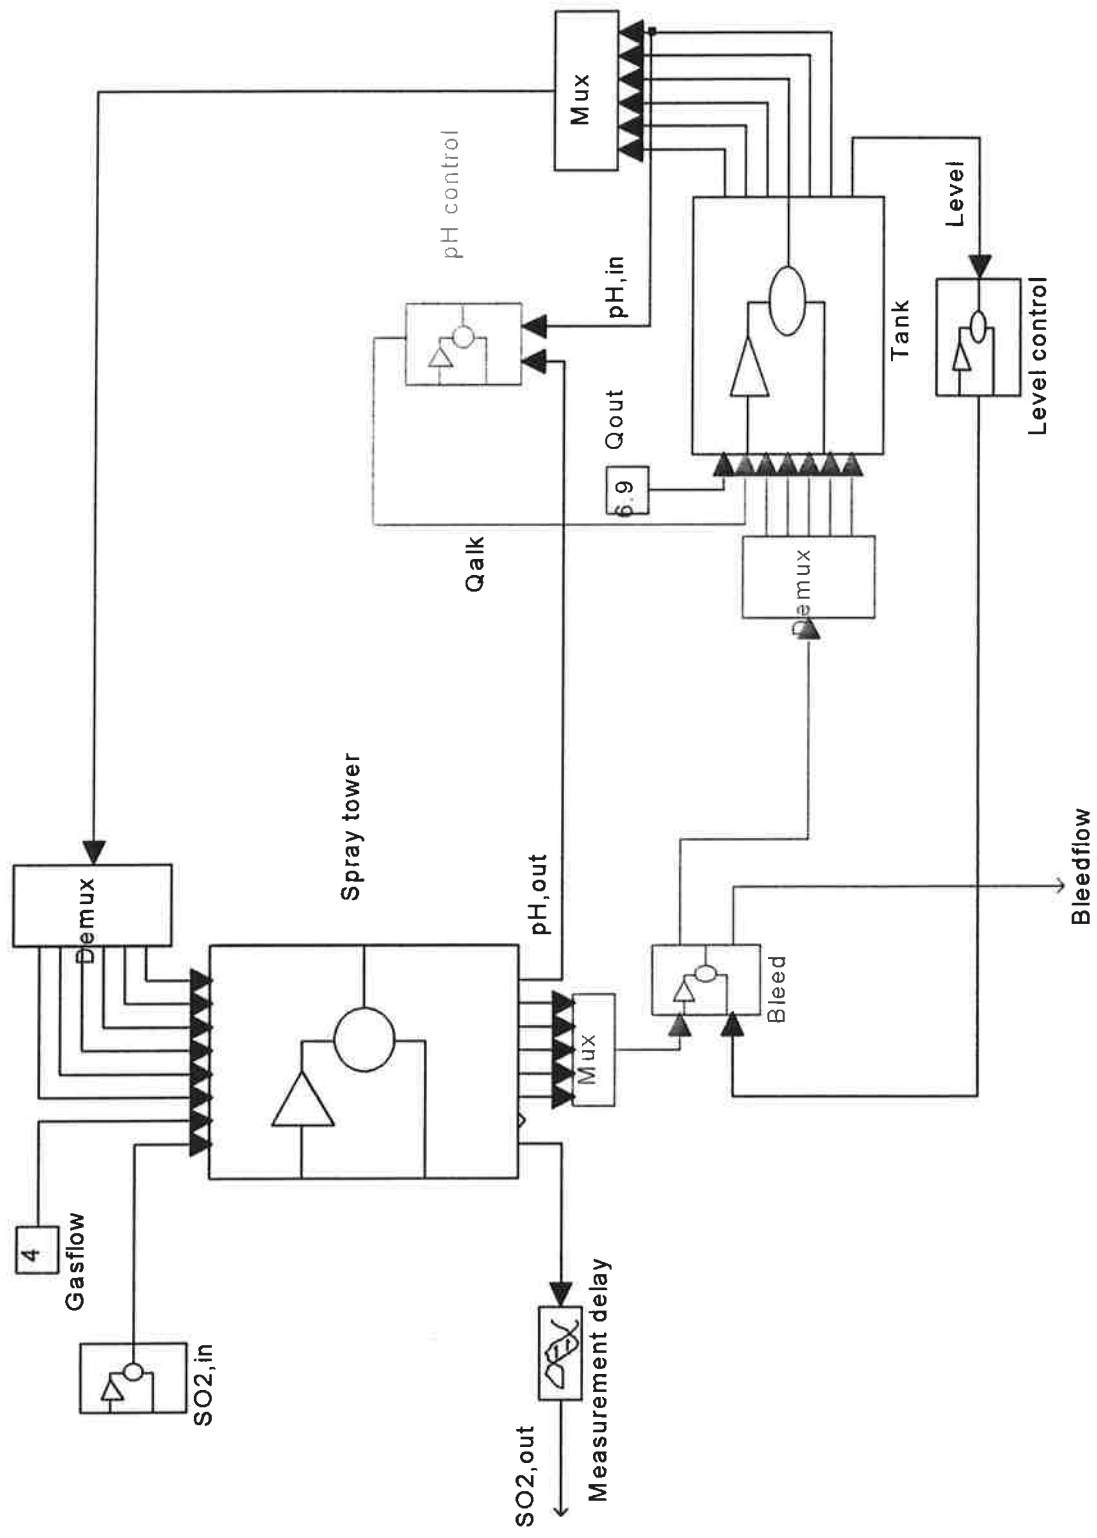 SO2,in
4
Gasflow
Demux
Spray tower
SO2,out
Measurement delay
Mux
pH,out
Bleed
Bleedflow
Qalk
pH control
pH,in
Mux
6.9
Qout
Demux
Tank
Level
Level control